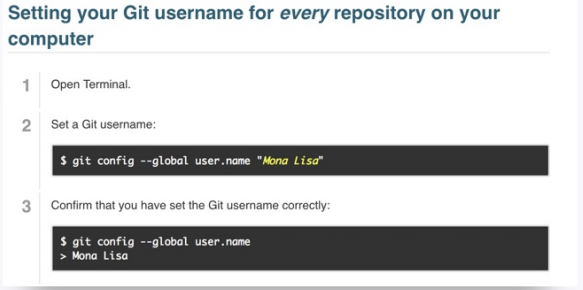 Setting your Git username for every repository on your
computer
1 Open Terminal.
2 Set a Git username:
$ git config --global user.name "Mona Lisa"
3 Confirm that you have set the Git username correctly:
$ git config --global user.name
> Mona Lisa